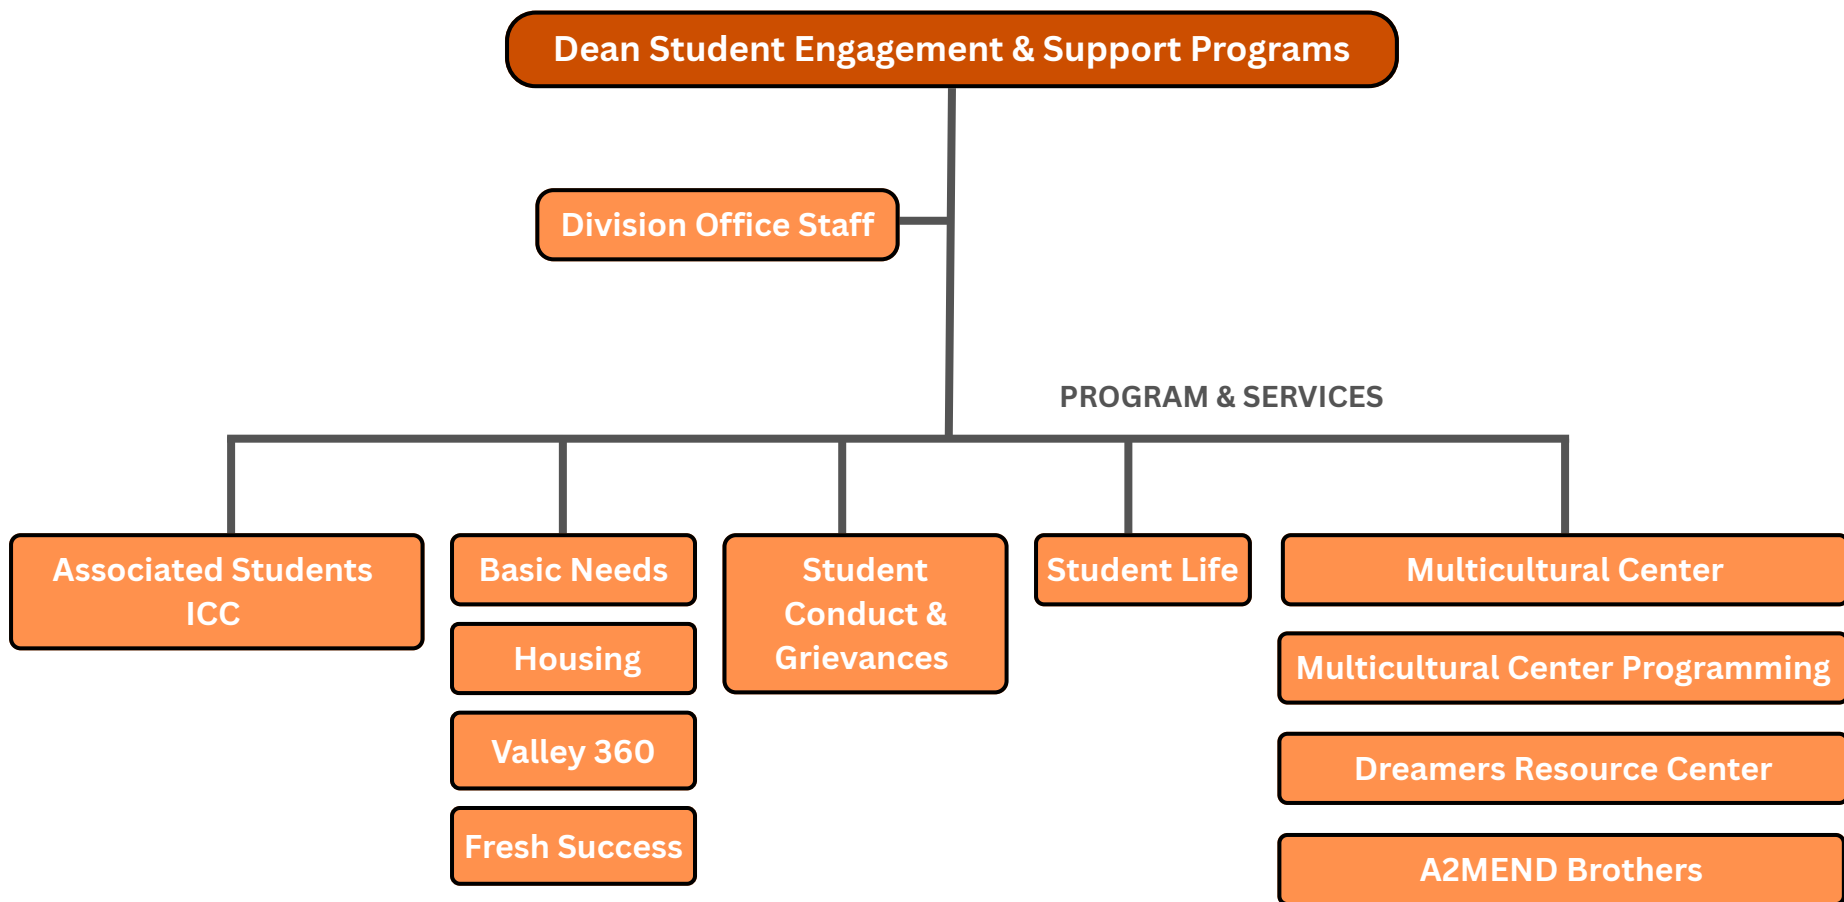 Dean Student Engagement & Support Programs
Division Office Staff
PROGRAM & SERVICES
Associated Students
ICC
Basic Needs
Housing
Valley 360
Fresh Success
Student
Conduct &
Grievances
Student Life
Multicultural Center
Multicultural Center Programming
Dreamers Resource Center
A2MEND Brothers